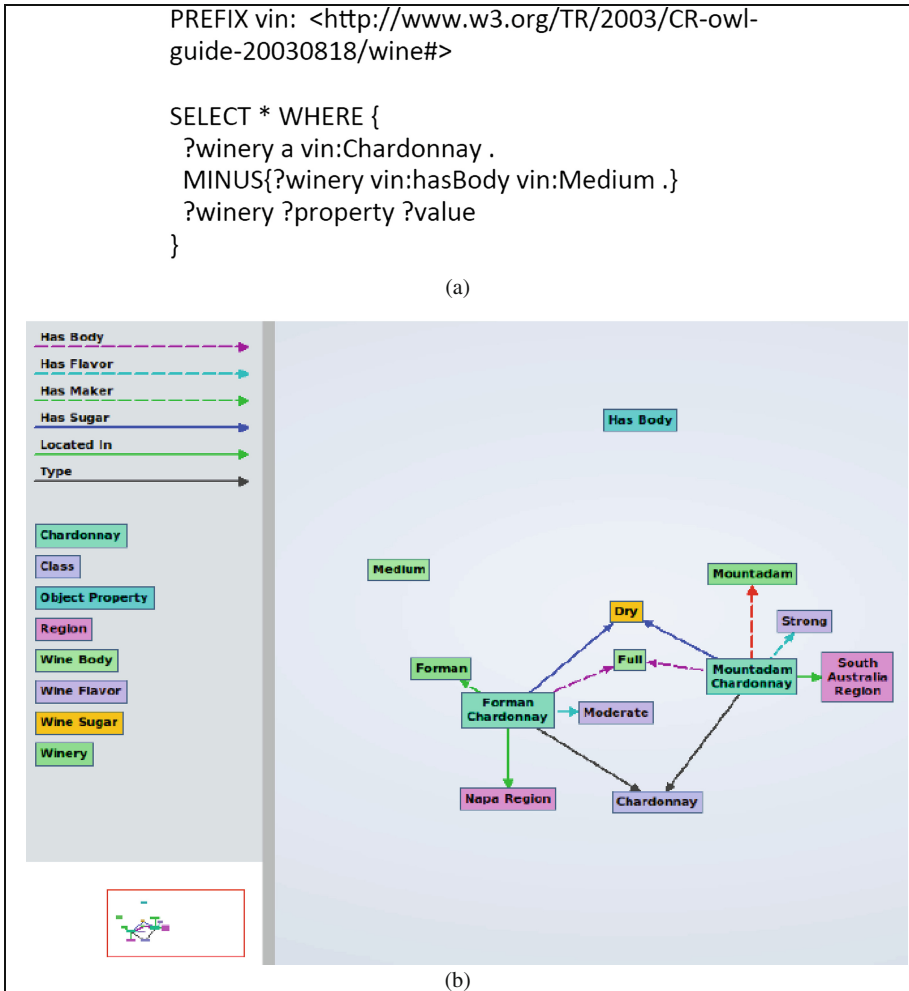 PREFIX vin: <http://www.w3.org/TR/2003/CR-owl-
guide-20030818/wine#>
SELECT * WHERE {
?winery a vin:Chardonnay .
MINUS{?winery vin:hasBody vin:Medium .}
?winery ?property ?value
}
(a)
Has Body
Has Flavor
Has Maker
Has Sugar
Located In
Type
Chardonnay
Class
Object Property
Region
Wine Body
Wine Flavor
Wine Sugar
Winery
Has Body
Medium
Mountadam
Dry
Strong
Forman
Full
Mountadam
Chardonnay
South
Australia
Region
Forman
Chardonnay
Moderate
Napa Region
Chardonnay
(b)